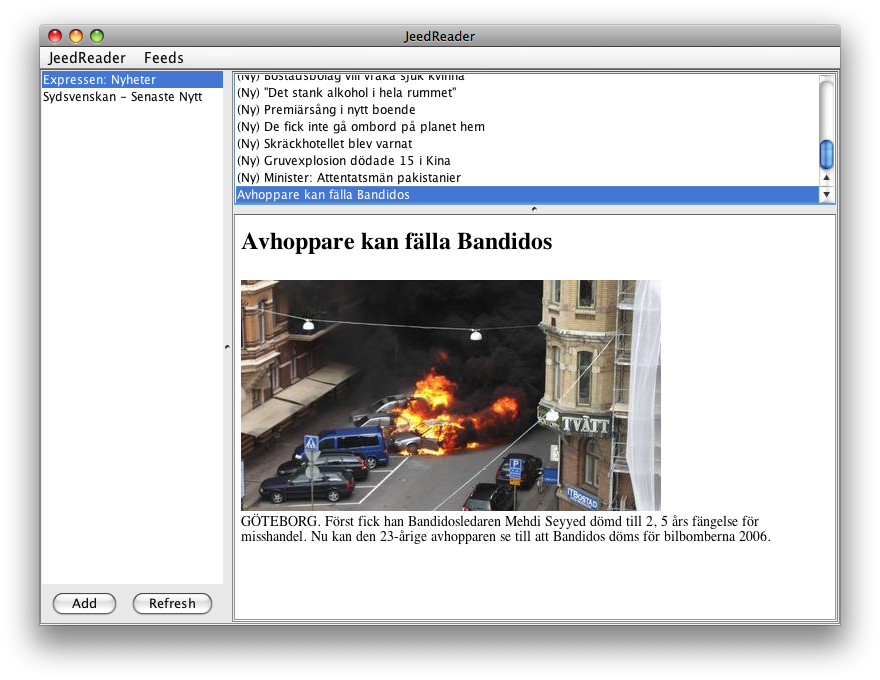 JeedReader
JeedReader Feeds
Expressen: Nyheter
Sydsvenskan - Senaste Nytt
(Ny) Bostadsbolag vill vräka sjuk kvinna
(Ny) "Det stank alkohol i hela rummet"
(Ny) Premiärsång i nytt boende
(Ny) De fick inte gå ombord på planet hem
(Ny) Skräckhotellet blev varnat
(Ny) Gruvexplosion dödade 15 i Kina
(Ny) Minister: Attentatsmän pakistanier
Avhoppare kan fälla Bandidos
Avhoppare kan fälla Bandidos
TVÄTT
P
ITBOSTAD
GÖTEBORG. Först fick han Bandidosledaren Mehdi Seyyed dömd till 2, 5 års fängelse för
misshandel. Nu kan den 23-årige avhopparen se till att Bandidos döms för bilbomberna 2006.
Add Refresh